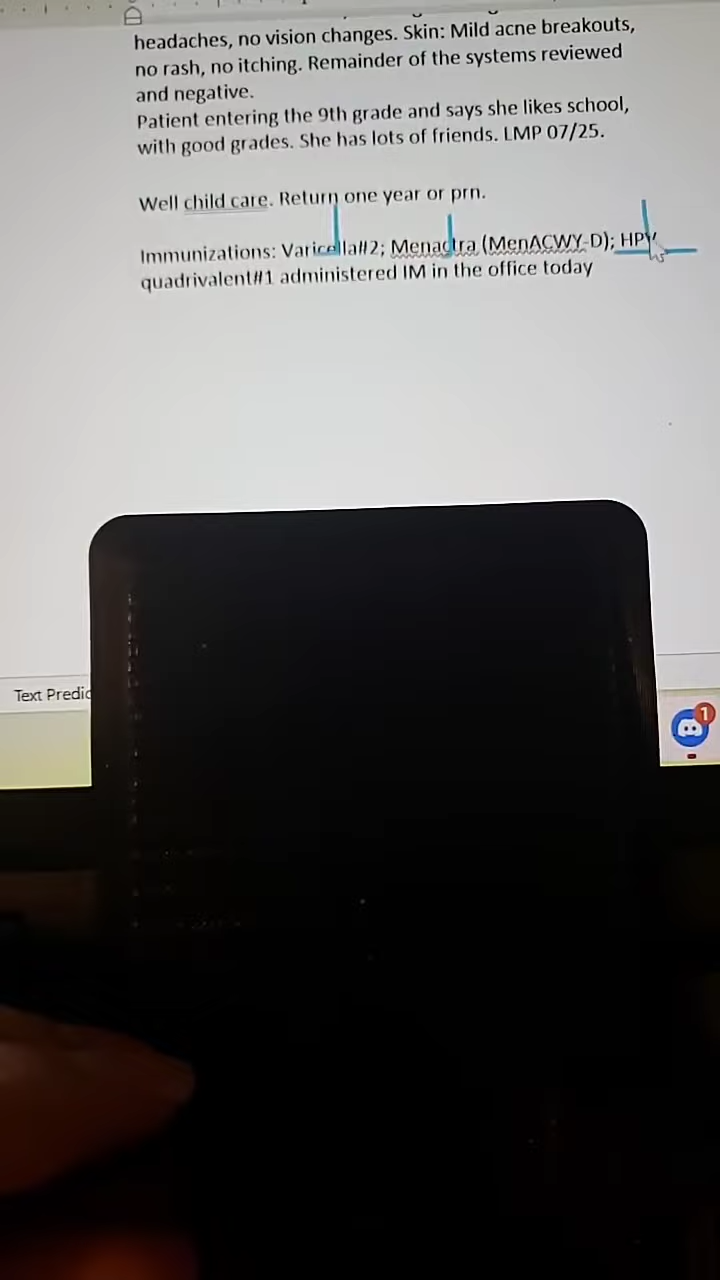 headaches, no vision changes. Skin: Mild acne breakouts,
no rash, no itching. Remainder of the systems reviewed
and negative.
Patient entering the 9th grade and says she likes school,
with good grades. She has lots of friends. LMP 07/25.
Well child care. Return one year or prn.
Immunizations: Varicella#2; Menactra (MenACWY-D); HPV
quadrivalent#1 administered IM in the office today
Text Predic
1